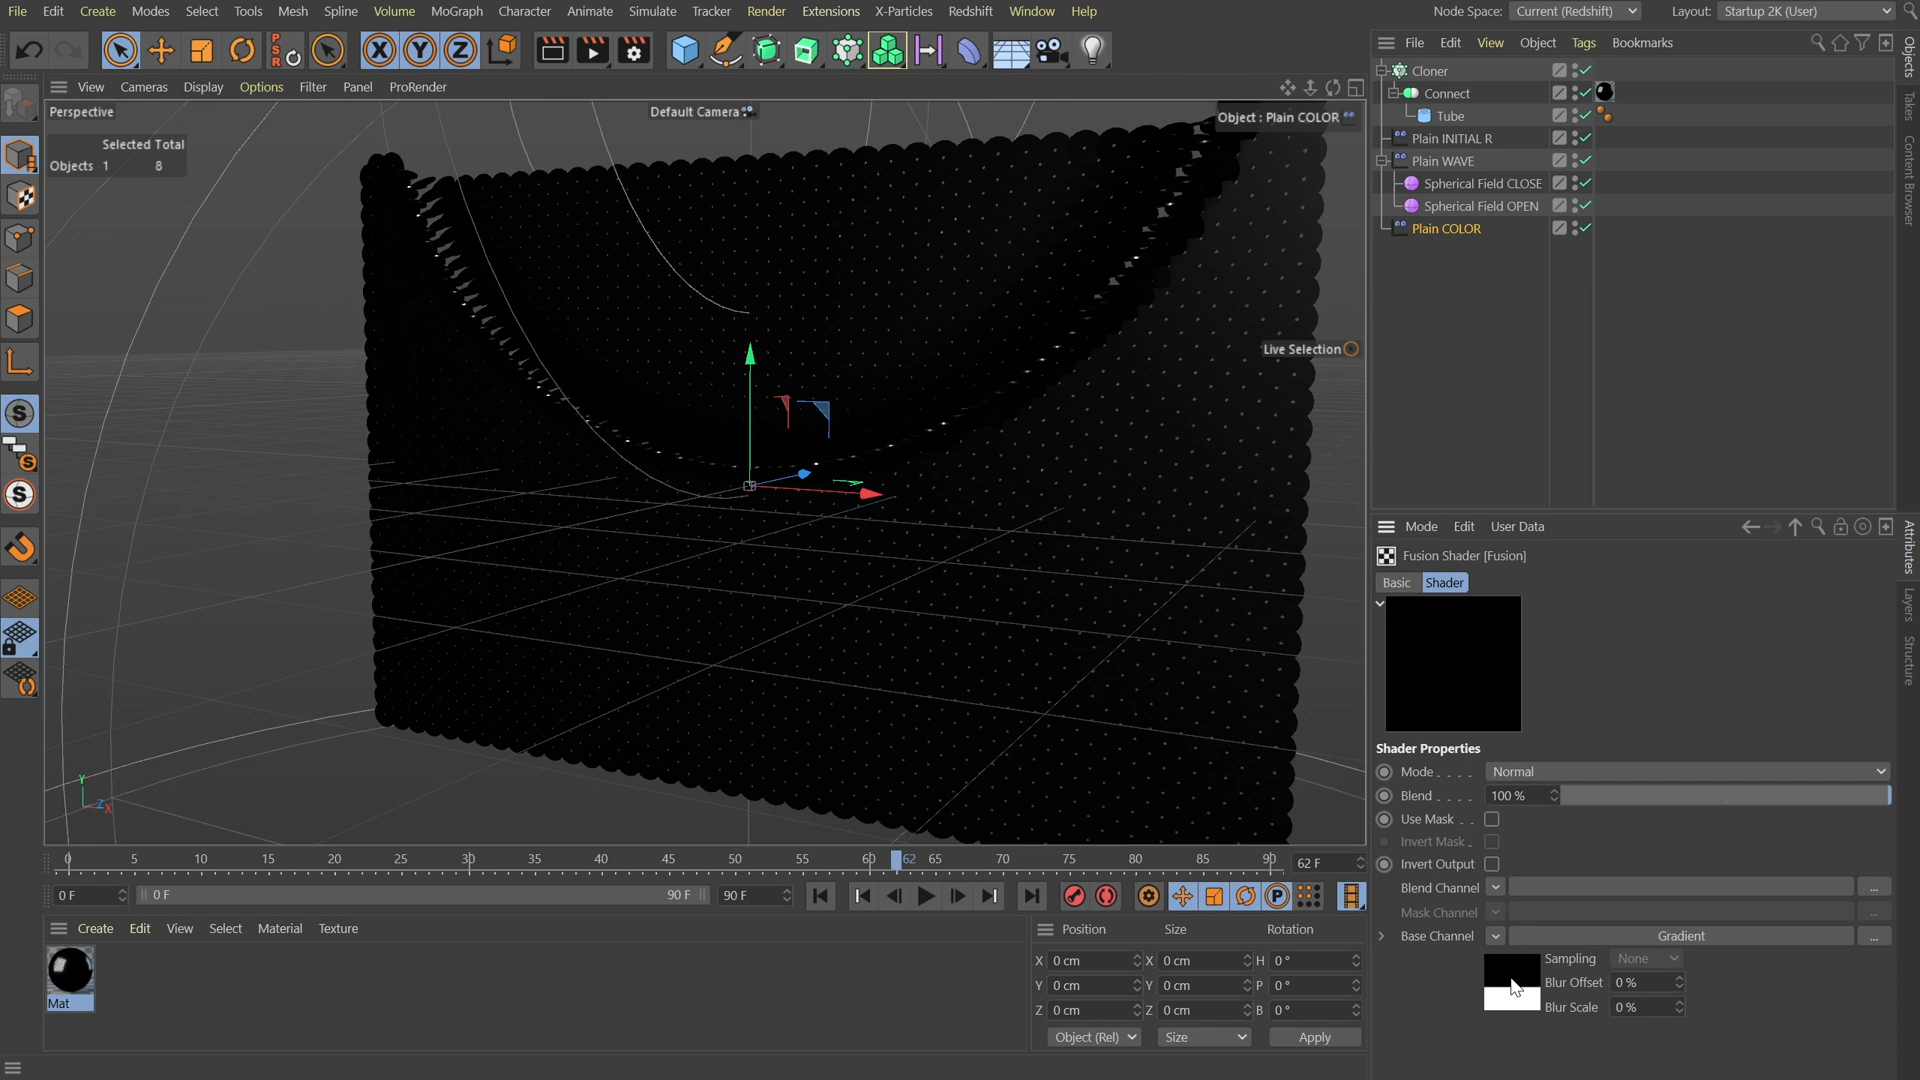 File Edit Create Modes Select Tools Mesh Spline Volume MoGraph Character Animate Simulate Tracker Render Extensions X-Particles Redshift Window Help Node Space: Current (Redshift) Layout: Startup 2K (User)
PSR X Y Z
File Edit View Object Tags Bookmarks
View Cameras Display Options Filter Panel ProRender
Perspective Default Camera Object : Plain COLOR
Selected Total
Objects 1 8
Live Selection
Cloner
Connect
Tube
Plain INITIAL R
Plain WAVE
Spherical Field CLOSE
Spherical Field OPEN
Plain COLOR
Objects
Takes
Content Browser
S
S
S
Y
Z X
Mode Edit User Data
Fusion Shader [Fusion]
Basic Shader
Attributes
Layers
Structure
Shader Properties
Mode . . . . Normal
Blend . . . . 100 %
Use Mask . .
Invert Mask .
Invert Output
Blend Channel ...
Mask Channel ...
Base Channel Gradient ...
Sampling None
Blur Offset 0 %
Blur Scale 0 %
0 5 10 15 20 25 30 35 40 45 50 55 60 62 65 70 75 80 85 90 62 F
0 F 0 F 90 F 90 F P
Create Edit View Select Material Texture
Mat
Position Size Rotation
X 0 cm X 0 cm H 0 °
Y 0 cm Y 0 cm P 0 °
Z 0 cm Z 0 cm B 0 °
Object (Rel) Size Apply